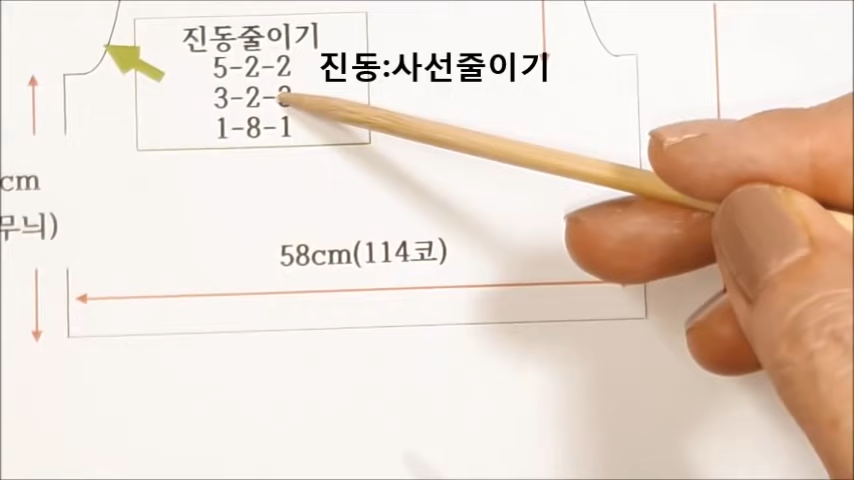 진동줄이기
5-2-2
진동:사선줄이기
3-2-
1-8-1
cm
무늬)
58cm(114코)